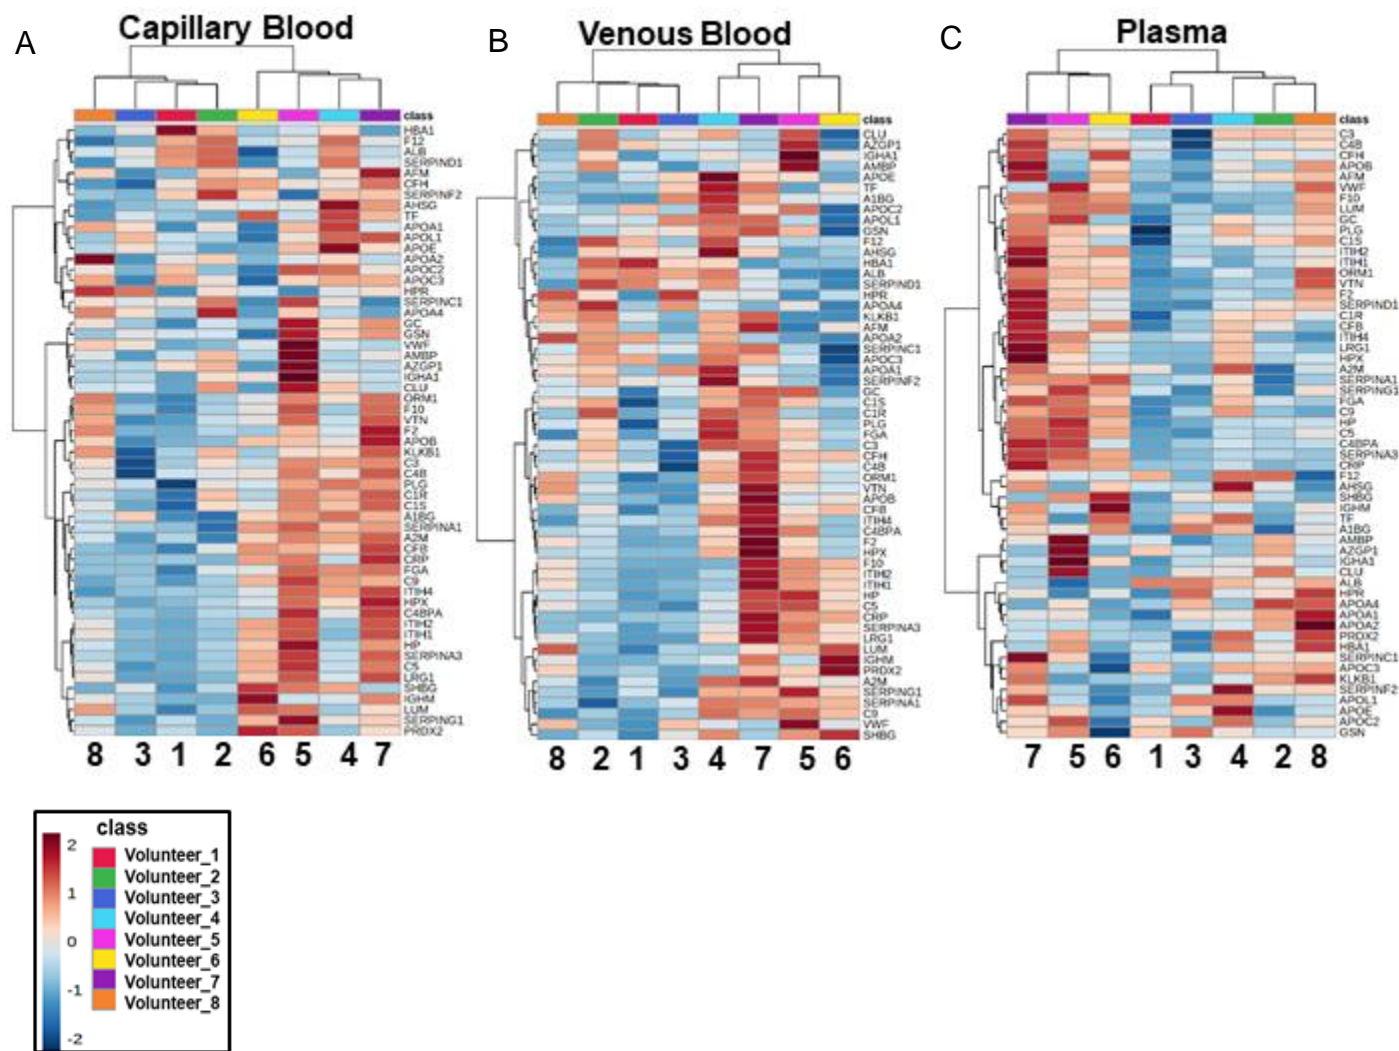 A
Capillary Blood
class
HBA1
F12
ALB
SERPIND1
AFM
CFH
SERPINF2
AHSG
TF
APOA1
APOL1
APOE
APOA2
APOC2
APOC3
HPR
SERPINC1
APOA4
GC
GSN
VWF
AMBP
AZGP1
IGHA1
CLU
ORM1
F10
VTN
F2
APOB
KLKB1
C3
C4B
PLG
C1R
C1S
A1BG
SERPINA1
A2M
CFB
CRP
FGA
C9
ITIH4
HPX
C4BPA
ITIH2
ITIH1
HP
SERPINA3
C5
LRG1
SHBG
IGHM
LUM
SERPING1
PRDX2
8 3 1 2 6 5 4 7
B
Venous Blood
class
CLU
AZGP1
IGHA1
AMBP
APOE
TF
A1BG
APOC2
APOL1
GSN
F12
AHSG
HBA1
ALB
SERPIND1
HPR
APOA4
KLKB1
AFM
APOA2
SERPINC1
APOC3
APOA1
SERPINF2
GC
C1S
C1R
PLG
FGA
C3
CFH
C4B
ORM1
VTN
APOB
CFB
ITIH4
C4BPA
F2
HPX
F10
ITIH2
ITIH1
HP
C5
CRP
SERPINA3
LRG1
LUM
IGHM
PRDX2
A2M
SERPING1
SERPINA1
C9
VWF
SHBG
8 2 1 3 4 7 5 6
C
Plasma
class
C3
C4B
CFH
APOB
AFM
VWF
F10
LUM
GC
PLG
C1S
ITIH2
ITIH1
ORM1
VTN
F2
SERPIND1
C1R
CFB
ITIH4
LRG1
HPX
A2M
SERPINA1
SERPING1
FGA
C9
HP
C5
C4BPA
SERPINA3
CRP
F12
AHSG
SHBG
IGHM
TF
A1BG
AMBP
AZGP1
IGHA1
CLU
ALB
HPR
APOA4
APOA1
APOA2
PRDX2
HBA1
SERPINC1
APOC3
KLKB1
SERPINF2
APOL1
APOE
APOC2
GSN
7 5 6 1 3 4 2 8
class
2
1
0
-1
-2
Volunteer_1
Volunteer_2
Volunteer_3
Volunteer_4
Volunteer_5
Volunteer_6
Volunteer_7
Volunteer_8